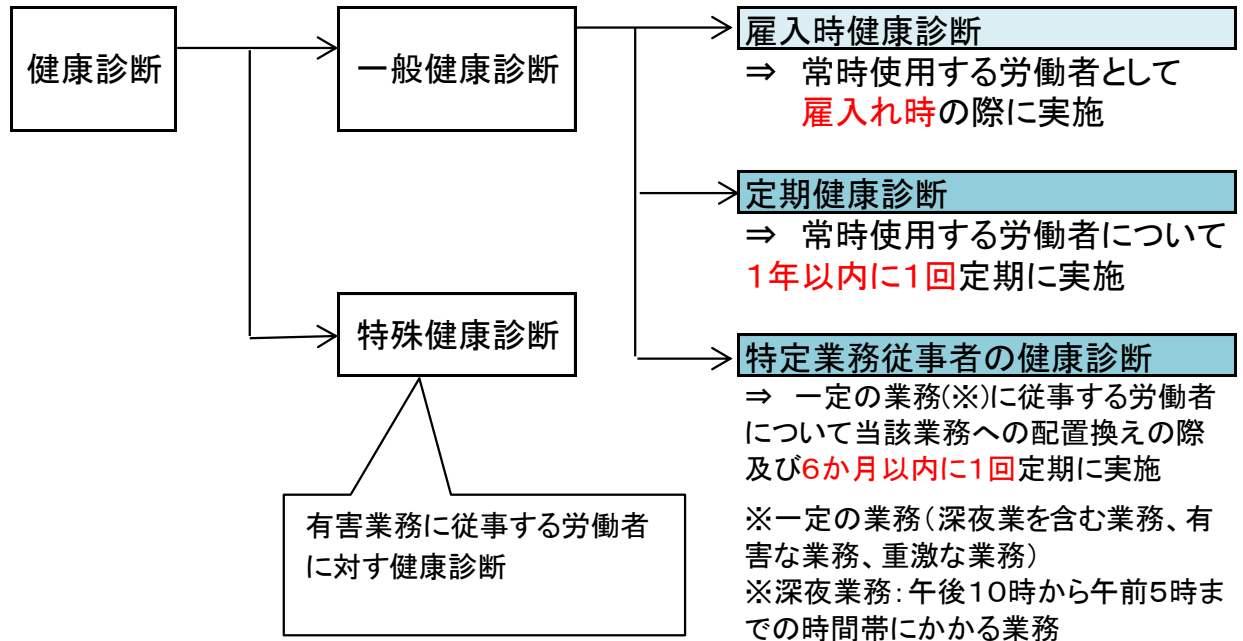 健康診断
一般健康診断
特殊健康診断
有害業務に従事する労働者
に対す健康診断
雇入時健康診断
⇒ 常時使用する労働者として
雇入れ時の際に実施
定期健康診断
⇒ 常時使用する労働者について
1年以内に1回定期に実施
特定業務従事者の健康診断
⇒ 一定の業務(※)に従事する労働者
について当該業務への配置換えの際
及び6か月以内に1回定期に実施
※一定の業務(深夜業を含む業務、有
害な業務、重激な業務)
※深夜業務:午後10時から午前5時ま
での時間帯にかかる業務